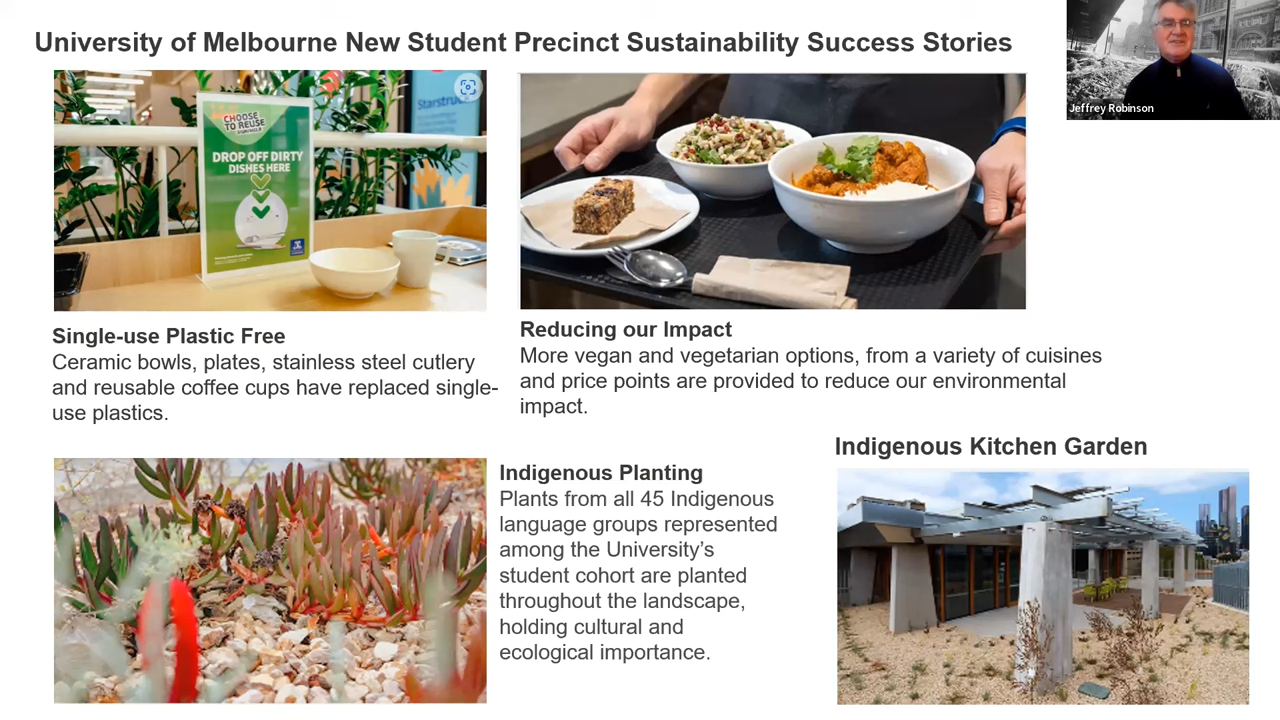 University of Melbourne New Student Precinct Sustainability Success Stories
Jeffrey Robinson
CHOOSE
TO REUSE
DROP OFF DIRTY
DISHES HERE
Single-use Plastic Free
Ceramic bowls, plates, stainless steel cutlery
and reusable coffee cups have replaced single-
use plastics.
Reducing our Impact
More vegan and vegetarian options, from a variety of cuisines
and price points are provided to reduce our environmental
impact.
Indigenous Planting
Plants from all 45 Indigenous
language groups represented
among the University’s
student cohort are planted
throughout the landscape,
holding cultural and
ecological importance.
Indigenous Kitchen Garden